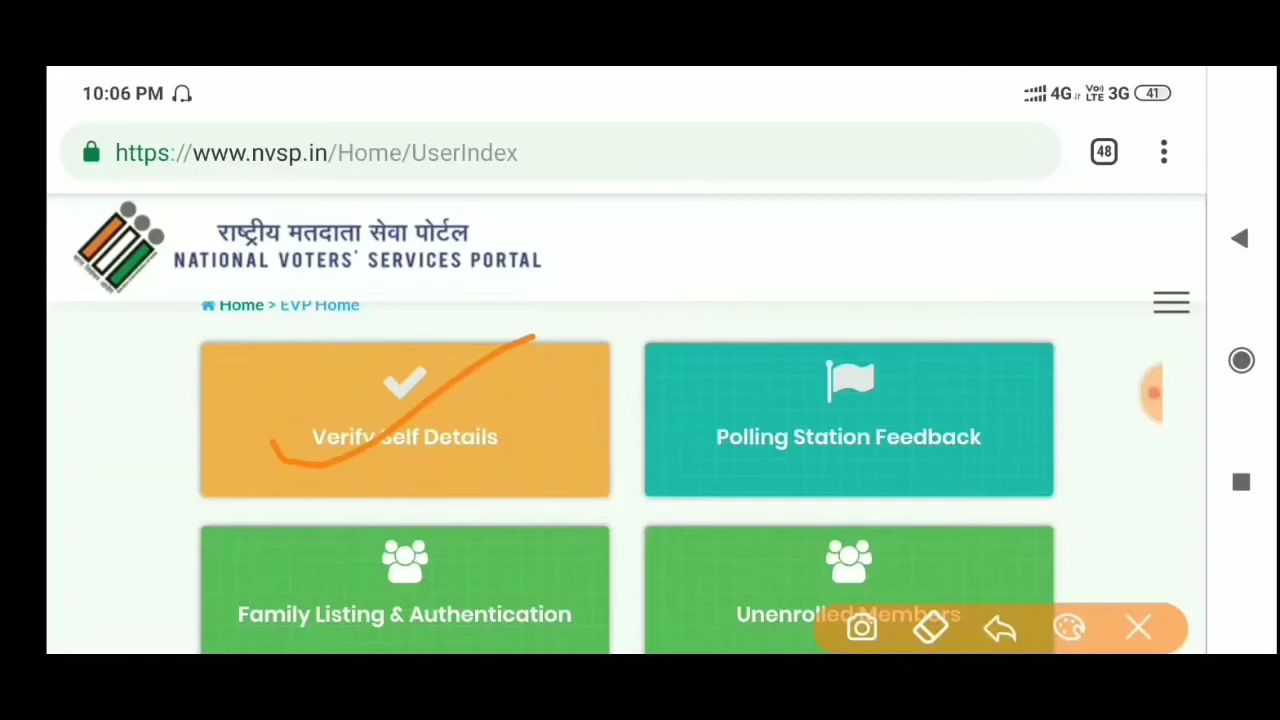 10:06 PM
4G Vo) LTE 3G 41
https://www.nvsp.in/Home/UserIndex
48
राष्ट्रीय मतदाता सेवा पोर्टल
NATIONAL VOTERS' SERVICES PORTAL
Home > EVP Home
Verify Self Details
Polling Station Feedback
Family Listing & Authentication
Unenrolled Members